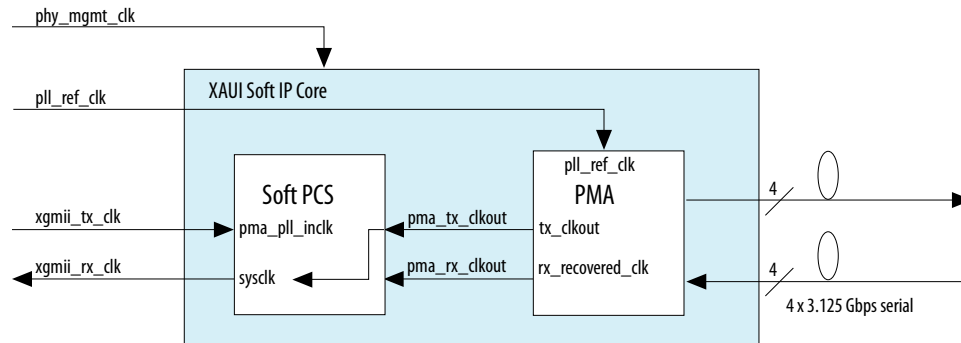 phy_mgmt_clk
XAUI Soft IP Core
pll_ref_clk
pll_ref_clk
Soft PCS
PMA
4
xgmii_tx_clk
pma_pll_inclk
pma_tx_clkout
tx_clkout
xgmii_rx_clk
sysclk
pma_rx_clkout
rx_recovered_clk
4
4 x 3.125 Gbps serial